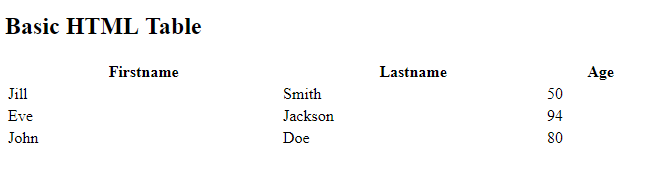 Basic HTML Table
Firstname Lastname Age
Jill Smith 50
Eve Jackson 94
John Doe 80